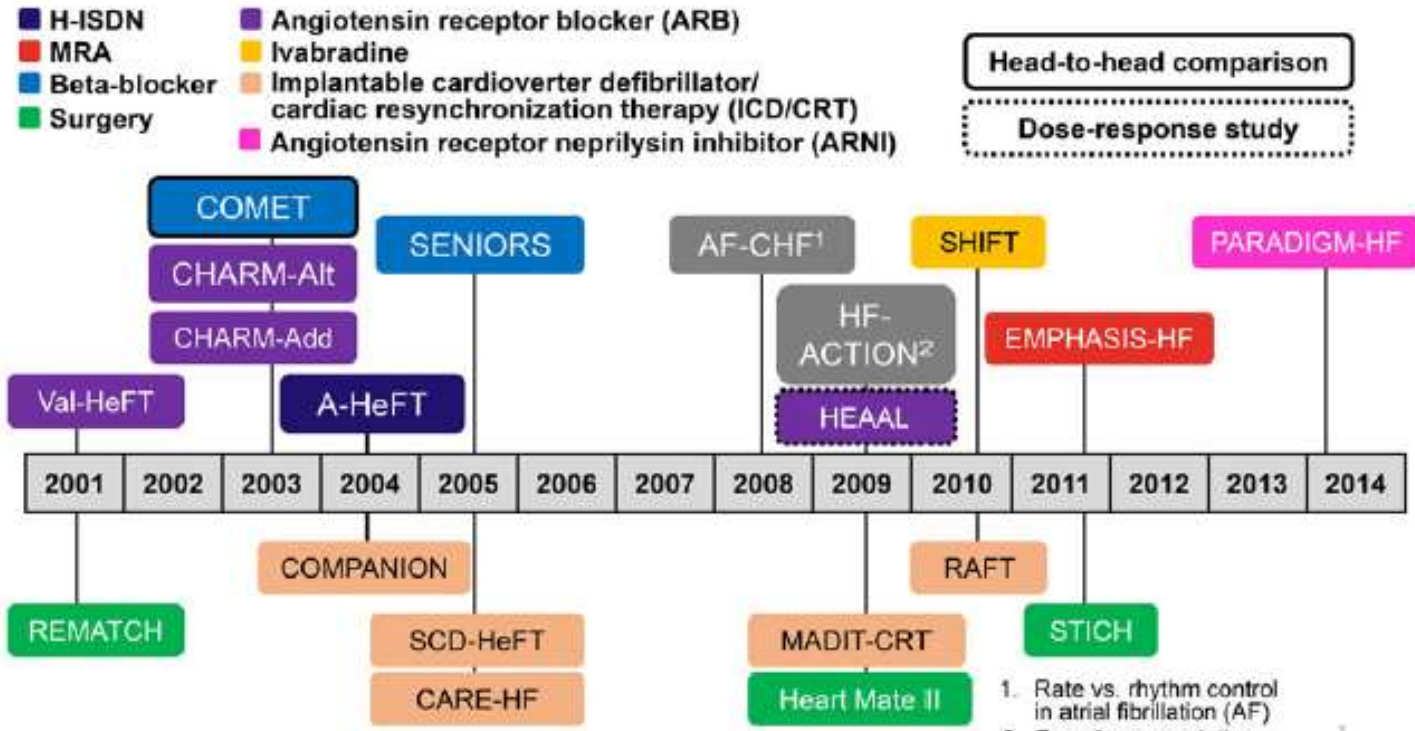 H-ISDN
MRA
Beta-blocker
Surgery
Angiotensin receptor blocker (ARB)
Ivabradine
Implantable cardioverter defibrillator/
cardiac resynchronization therapy (ICD/CRT)
Angiotensin receptor neprilysin inhibitor (ARNI)
Head-to-head comparison
Dose-response study
COMET
CHARM-Alt
CHARM-Add
Val-HeFT
A-HeFT
SENIORS
AF-CHF¹
HF-
ACTION²
HEAAL
SHIFT
EMPHASIS-HF
PARADIGM-HF
2001 2002 2003 2004 2005 2006 2007 2008 2009 2010 2011 2012 2013 2014
COMPANION
REMATCH
SCD-HeFT
CARE-HF
RAFT
MADIT-CRT
Heart Mate II
STICH
1. Rate vs. rhythm control
in atrial fibrillation (AF)